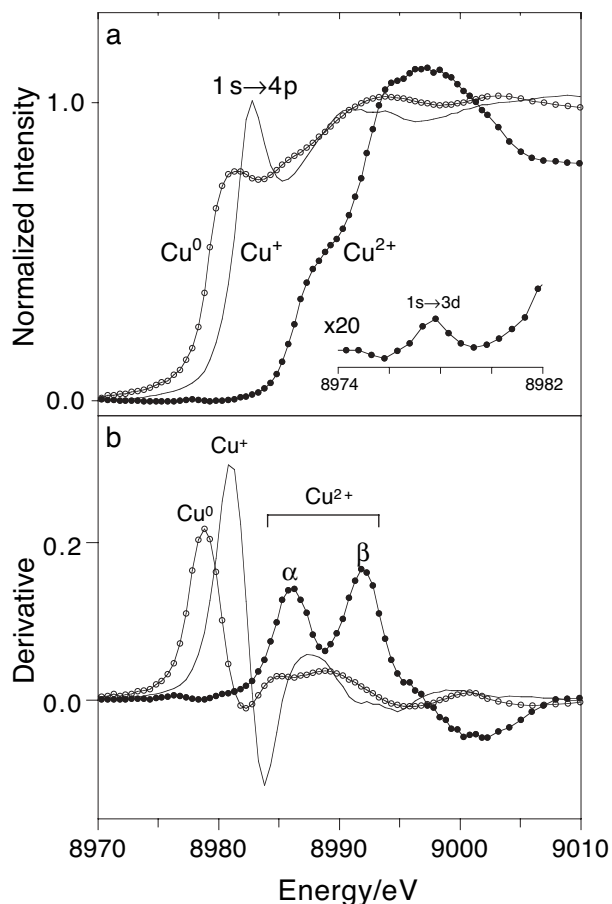 a
1s→4p
1.0
Normalized Intensity
Cu⁰
Cu⁺
Cu²⁺
x20
1s→3d
8974
8982
0.0
b
Cu⁺
Cu⁰
Cu²⁺
α
β
0.2
Derivative
0.0
8970
8980
8990
9000
9010
Energy/eV